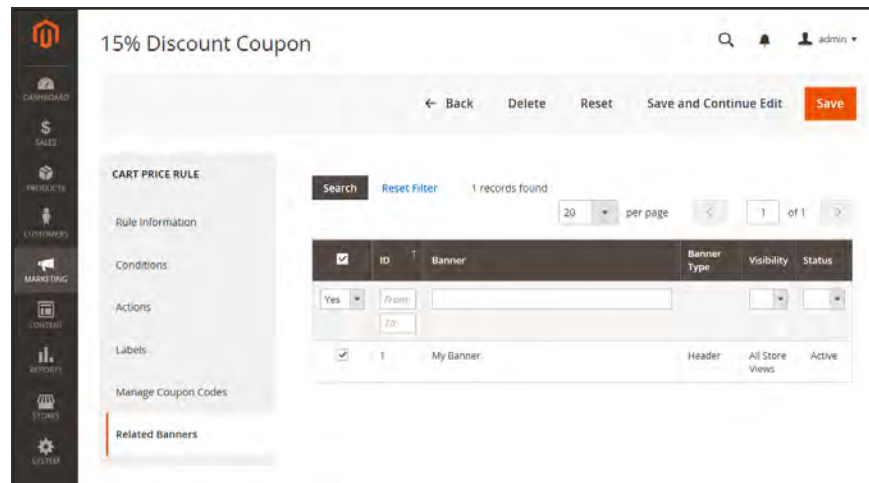 15% Discount Coupon
admin
DASHBOARD
← Back Delete Reset Save and Continue Edit Save
$
SALES
CART PRICE RULE
PRODUCTS
Search Reset Filter 1 records found
20 per page < 1 of 1 >
Rule Information
CUSTOMERS
ID ↑ Banner Banner Type Visibility Status
Conditions
MARKETING
Yes From
To
Actions
CONTENT
Labels
1 My Banner Header All Store Views Active
REPORTS
Manage Coupon Codes
STORES
Related Banners
SYSTEM